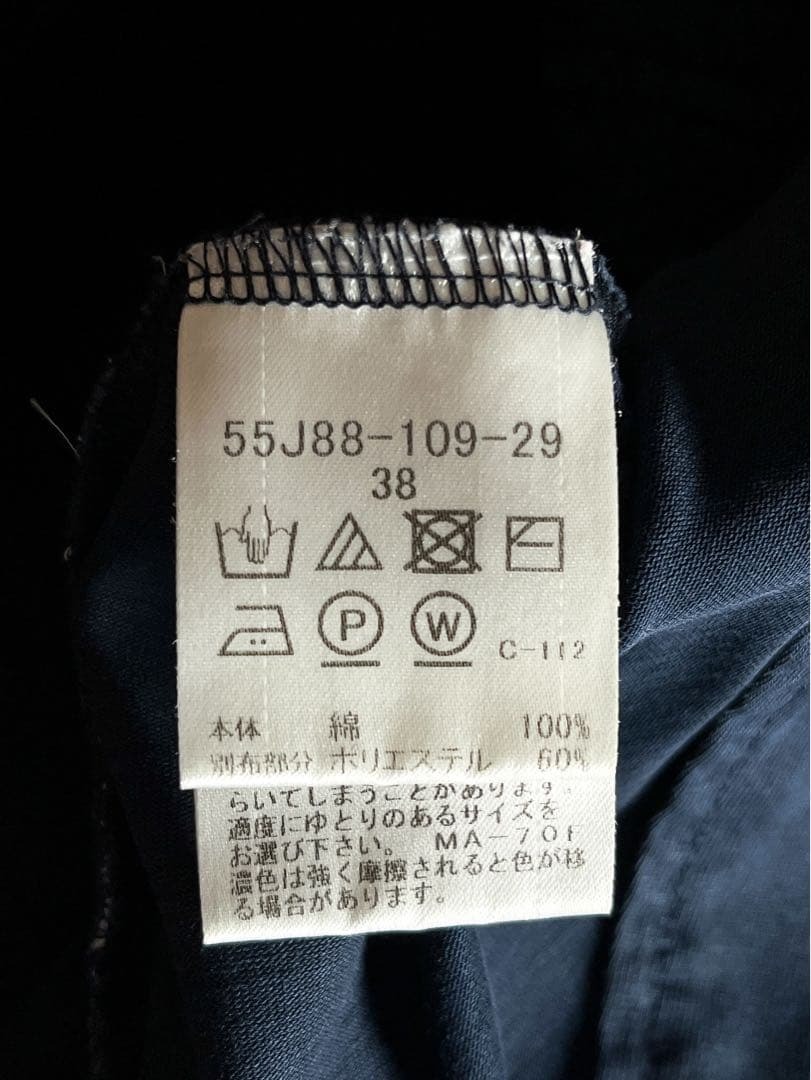 55J88-109-29
38
P W C-112
本体 綿 100%
別布部分 ポリエステル 60%
らいてしまうことがあります。
適度にゆとりのあるサイズを
お選び下さい。 MA-70F
濃色は強く摩擦されると色が移
る場合があります。